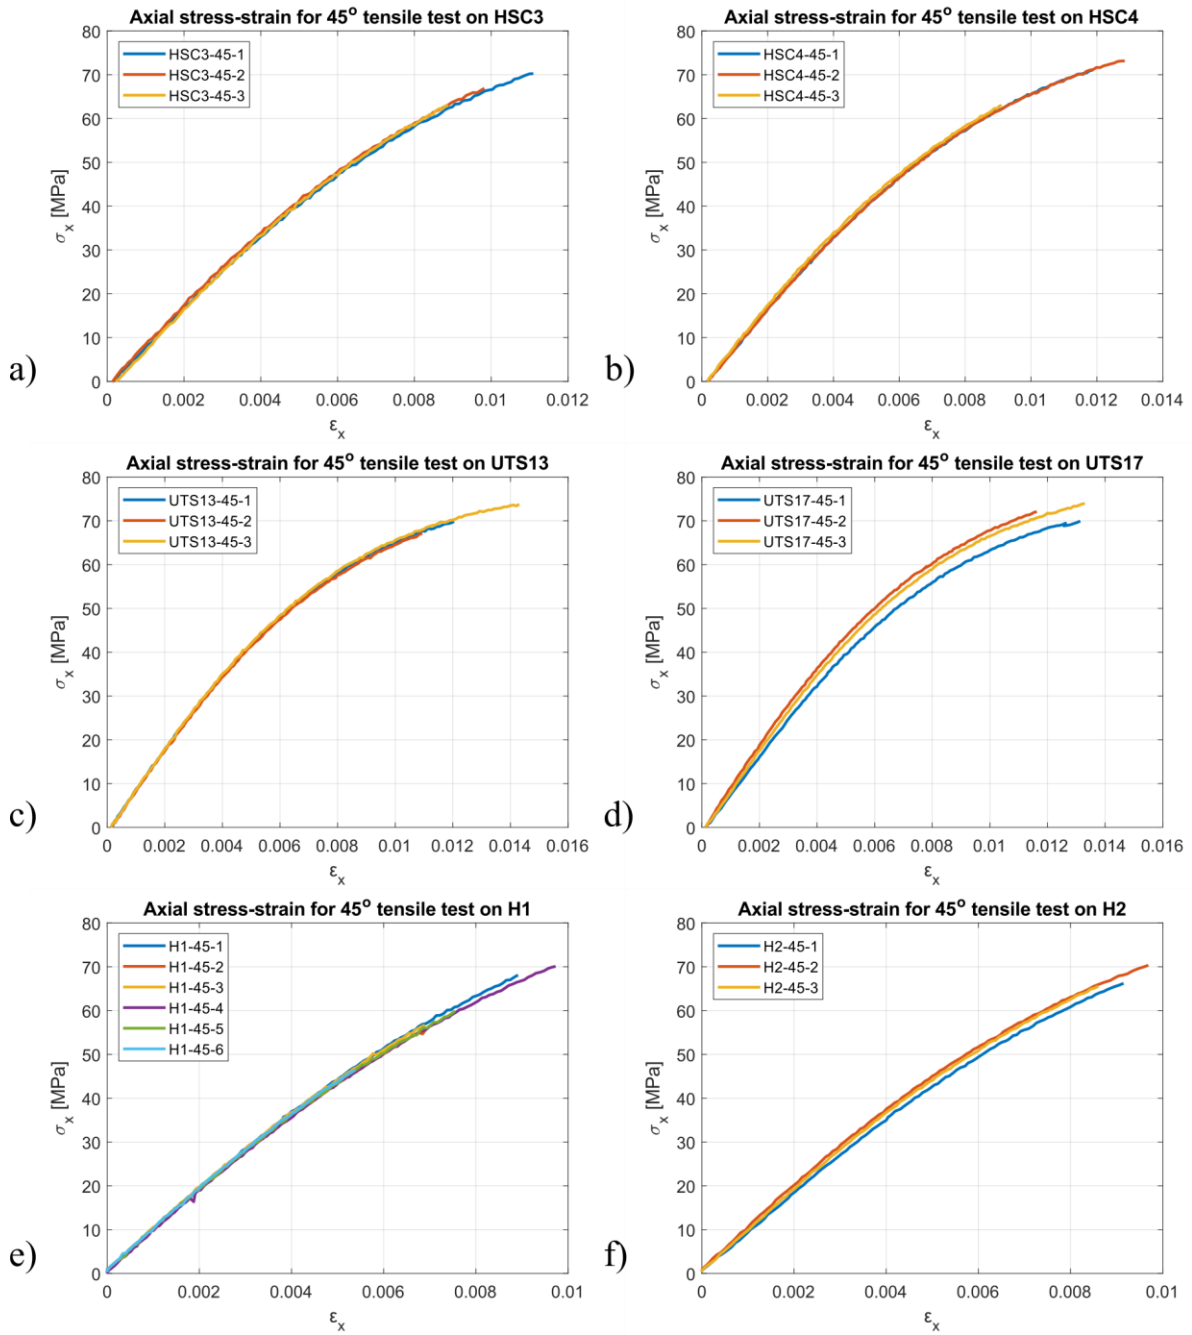 Axial stress-strain for 45° tensile test on HSC3
HSC3-45-1
HSC3-45-2
HSC3-45-3
80
70
60
50
40
30
20
10
0
σx [MPa]
0 0.002 0.004 0.006 0.008 0.01 0.012
εx
a)
Axial stress-strain for 45° tensile test on HSC4
HSC4-45-1
HSC4-45-2
HSC4-45-3
80
70
60
50
40
30
20
10
0
σx [MPa]
0 0.002 0.004 0.006 0.008 0.01 0.012 0.014
εx
b)
Axial stress-strain for 45° tensile test on UTS13
UTS13-45-1
UTS13-45-2
UTS13-45-3
80
70
60
50
40
30
20
10
0
σx [MPa]
0 0.002 0.004 0.006 0.008 0.01 0.012 0.014 0.016
εx
c)
Axial stress-strain for 45° tensile test on UTS17
UTS17-45-1
UTS17-45-2
UTS17-45-3
80
70
60
50
40
30
20
10
0
σx [MPa]
0 0.002 0.004 0.006 0.008 0.01 0.012 0.014 0.016
εx
d)
Axial stress-strain for 45° tensile test on H1
H1-45-1
H1-45-2
H1-45-3
H1-45-4
H1-45-5
H1-45-6
80
70
60
50
40
30
20
10
0
σx [MPa]
0 0.002 0.004 0.006 0.008 0.01
εx
e)
Axial stress-strain for 45° tensile test on H2
H2-45-1
H2-45-2
H2-45-3
80
70
60
50
40
30
20
10
0
σx [MPa]
0 0.002 0.004 0.006 0.008 0.01
εx
f)